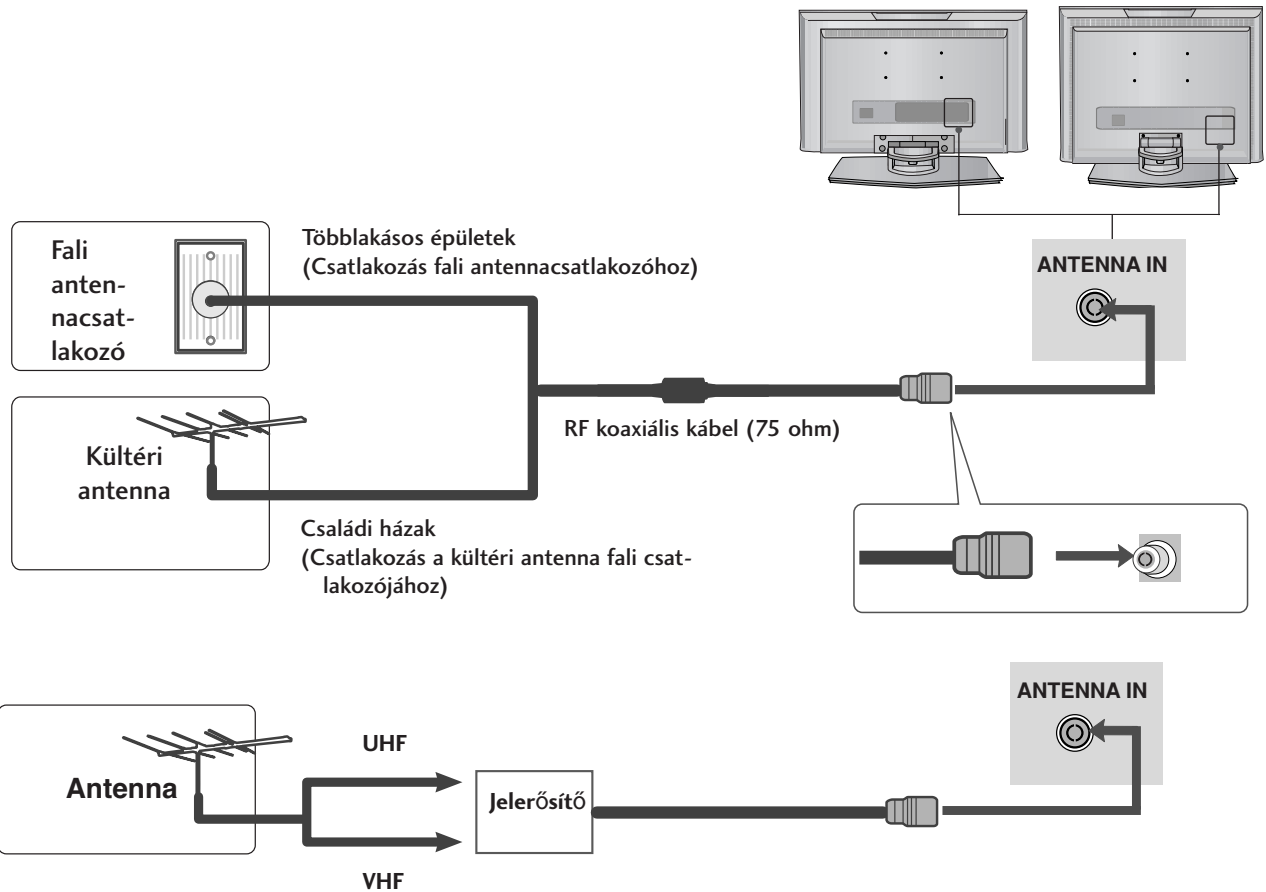 Fali
anten-
nacsat-
lakozó
Többlakásos épületek
(Csatlakozás fali antennacsatlakozóhoz)
ANTENNA IN
Kültéri
antenna
RF koaxiális kábel (75 ohm)
Családi házak
(Csatlakozás a kültéri antenna fali csat-
lakozójához)
ANTENNA IN
Antenna
UHF
Jelerősítő
VHF